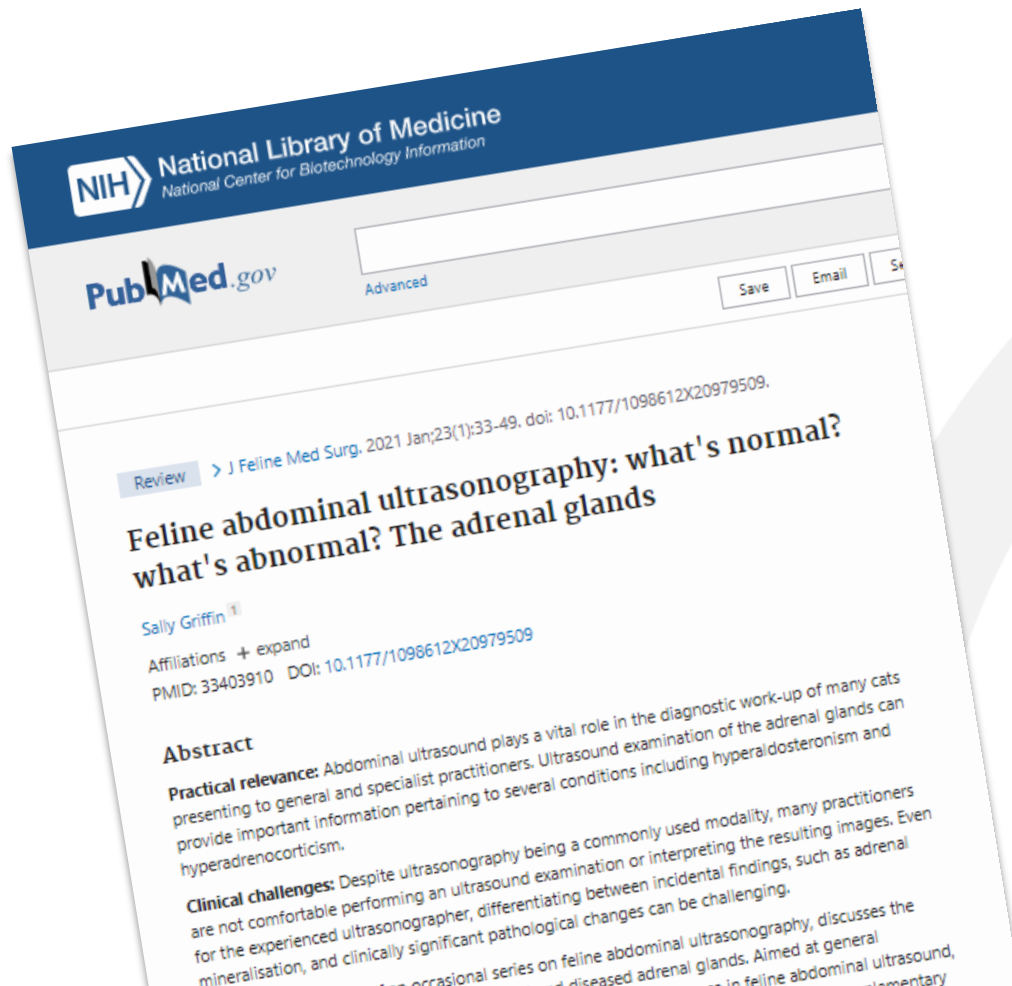 NIH National Library of Medicine
National Center for Biotechnology Information
PubMed.gov
Advanced
Save Email
Review > J Feline Med Surg. 2021 Jan;23(1):33-49. doi: 10.1177/1098612X20979509.
Feline abdominal ultrasonography: what's normal?
what's abnormal? The adrenal glands
Sally Griffin 1
Affiliations + expand
PMID: 33403910 DOI: 10.1177/1098612X20979509
Abstract
Practical relevance: Abdominal ultrasound plays a vital role in the diagnostic work-up of many cats
presenting to general and specialist practitioners. Ultrasound examination of the adrenal glands can
provide important information pertaining to several conditions including hyperaldosteronism and
hyperadrenocorticism.
Clinical challenges: Despite ultrasonography being a commonly used modality, many practitioners
are not comfortable performing an ultrasound examination or interpreting the resulting images. Even
for the experienced ultrasonographer, differentiating between incidental findings, such as adrenal
mineralisation, and clinically significant pathological changes can be challenging.
occasional series on feline abdominal ultrasonography, discusses the
diseased adrenal glands. Aimed at general
in feline abdominal ultrasound,